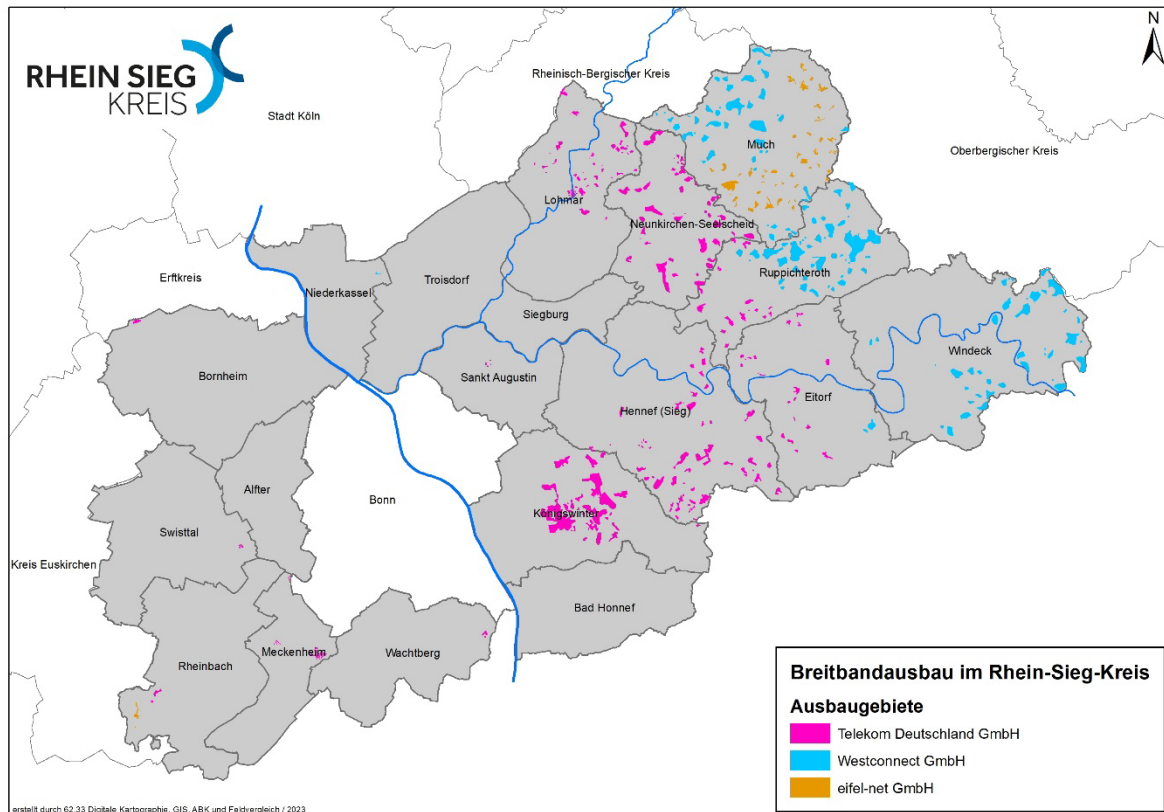 N
RHEIN SIEG
KREIS
Rheinisch-Bergischer Kreis
Stadt Köln
Much
Oberbergischer Kreis
Lohmar
Neunkirchen-Seelscheid
Erftkreis
Niederkassel
Troisdorf
Ruppichteroth
Siegburg
Windeck
Bornheim
Sankt Augustin
Eitorf
Hennef (Sieg)
Alfter
Bonn
Königswinter
Swisttal
Kreis Euskirchen
Bad Honnef
Meckenheim
Wachtberg
Rheinbach
Breitbandausbau im Rhein-Sieg-Kreis
Ausbaugebiete
Telekom Deutschland GmbH
Westconnect GmbH
eifel-net GmbH
erstellt durch 62.33 Digitale Kartographie, GIS, ABK und Feldvergleich / 2023